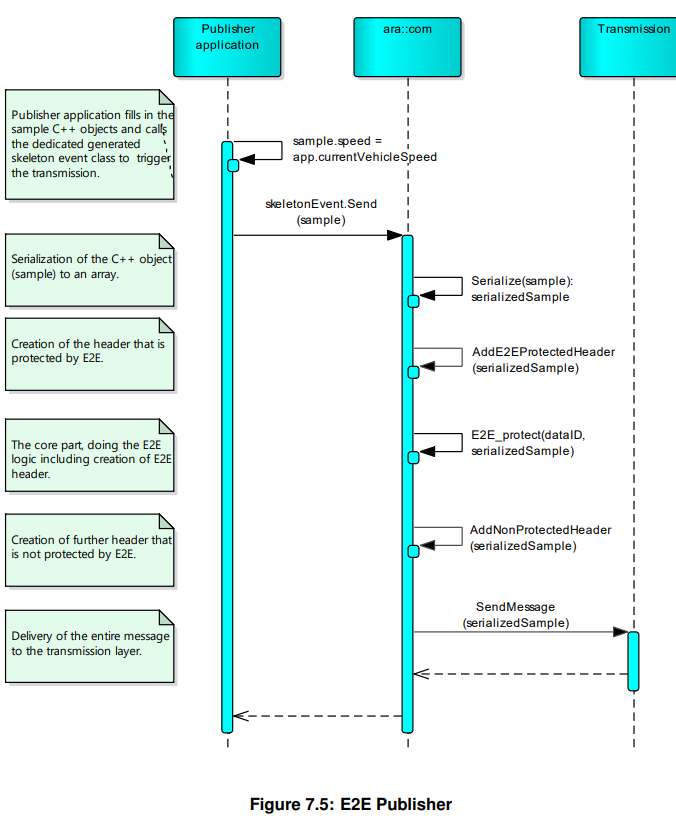 Publisher
application
ara::com
Transmission
Publisher application fills in the
sample C++ objects and calls
the dedicated generated
skeleton event class to trigger
the transmission.
sample.speed =
app.currentVehicleSpeed
skeletonEvent.Send
(sample)
Serialization of the C++ object
(sample) to an array.
Serialize(sample):
serializedSample
Creation of the header that is
protected by E2E.
AddE2EProtectedHeader
(serializedSample)
The core part, doing the E2E
logic including creation of E2E
header.
E2E_protect(dataID,
serializedSample)
Creation of further header that
is not protected by E2E.
AddNonProtectedHeader
(serializedSample)
Delivery of the entire message
to the transmission layer.
SendMessage
(serializedSample)
Figure 7.5: E2E Publisher